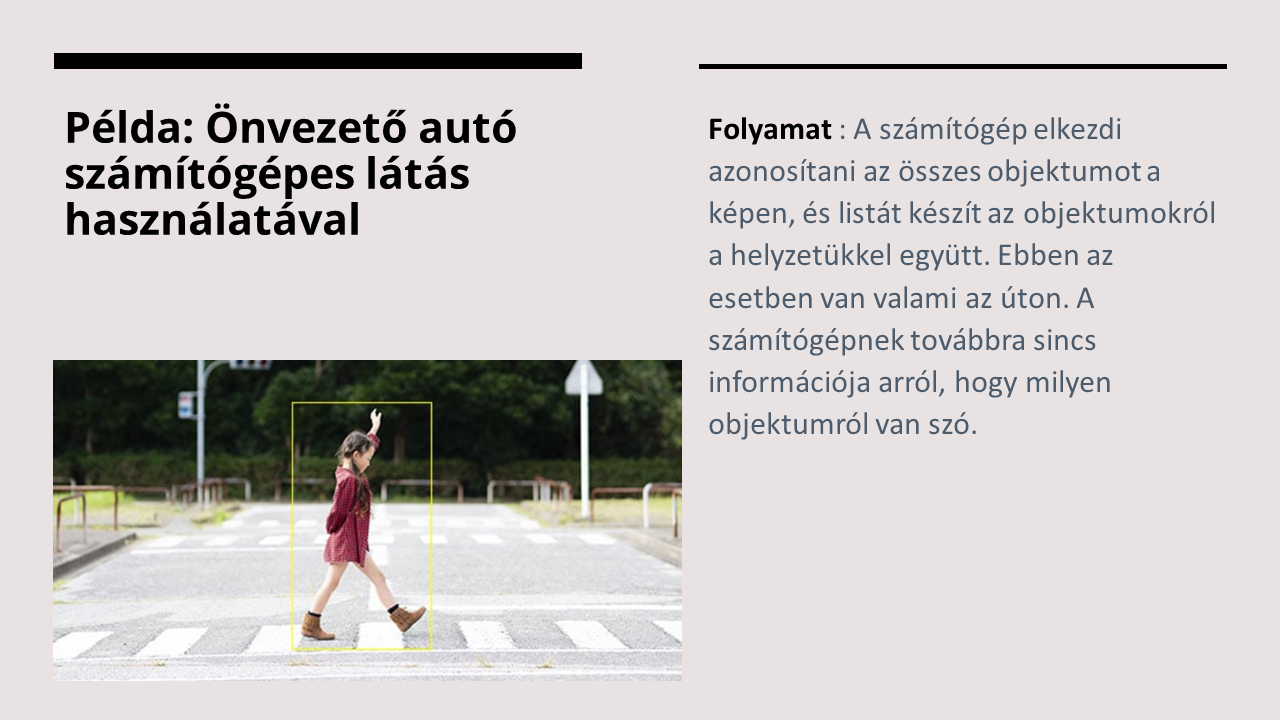 Példa: Önvezető autó
számítógépes látás
használatával
Folyamat : A számítógép elkezdi
azonosítani az összes objektumot a
képen, és listát készít az objektumokról
a helyzetükkel együtt. Ebben az
esetben van valami az úton. A
számítógépnek továbbra sincs
információja arról, hogy milyen
objektumról van szó.